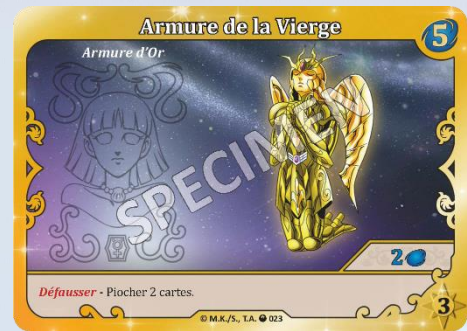 Armure de la Vierge
5
Armure d'Or
SPECIMEN
2
Défausser - Piocher 2 cartes.
3
© M.K./S., T.A. 023